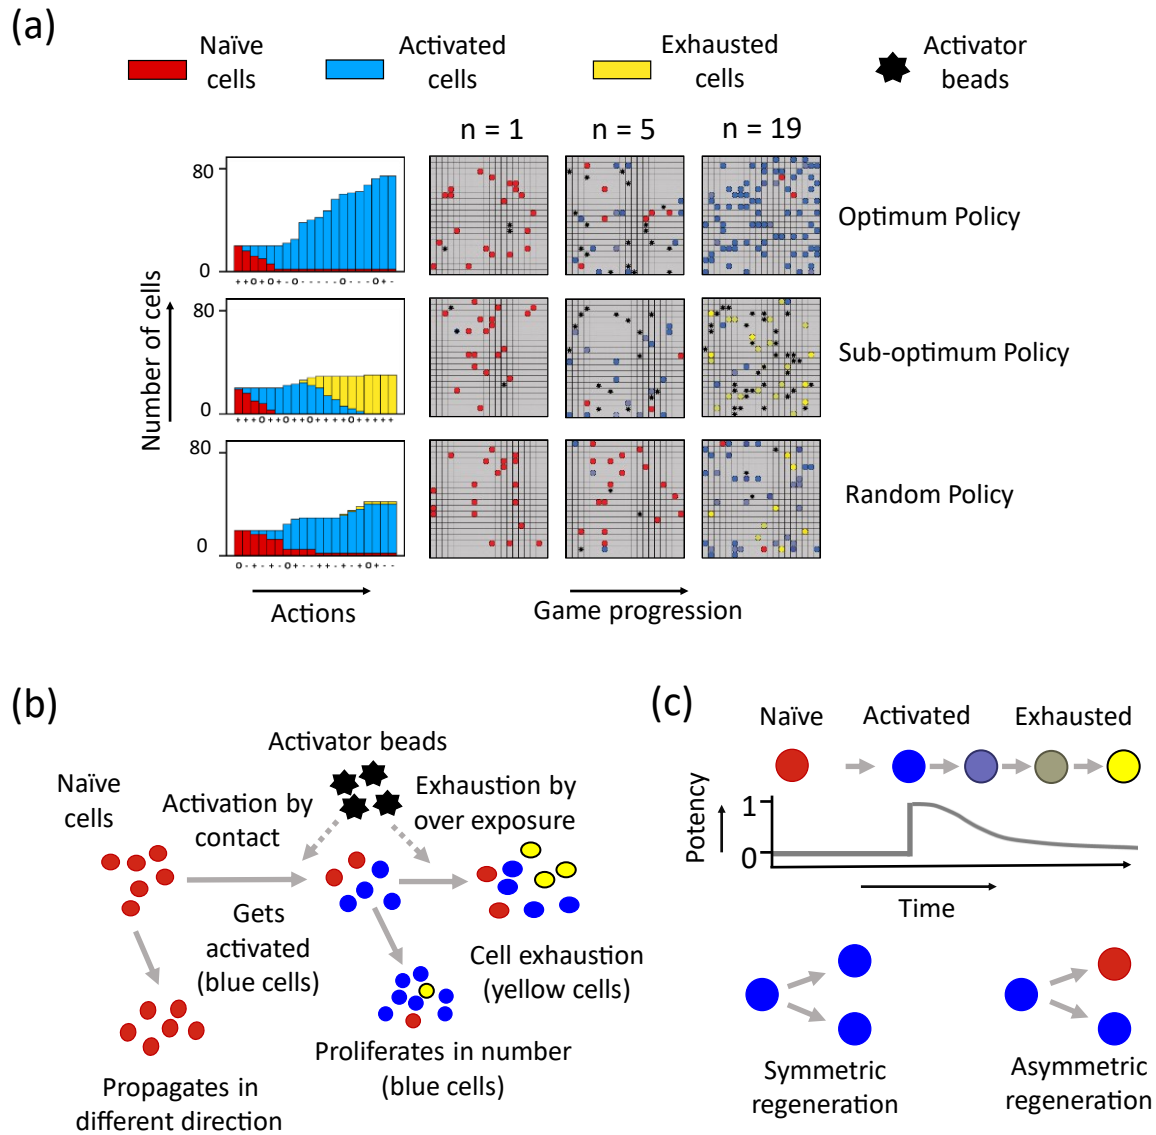 (a)
Naïve
cells
Activated
cells
Exhausted
cells
Activator
beads
n = 1
n = 5
n = 19
80
0
Optimum Policy
80
0
Sub-optimum Policy
80
0
Random Policy
Number of cells
Actions
Game progression
(b)
Activator beads
Naïve
cells
Activation by
contact
Exhaustion by
over exposure
Gets
activated
(blue cells)
Cell exhaustion
(yellow cells)
Proliferates in number
(blue cells)
Propagates in
different direction
(c)
Naïve
Activated
Exhausted
Potency
1
0
Time
Symmetric
regeneration
Asymmetric
regeneration